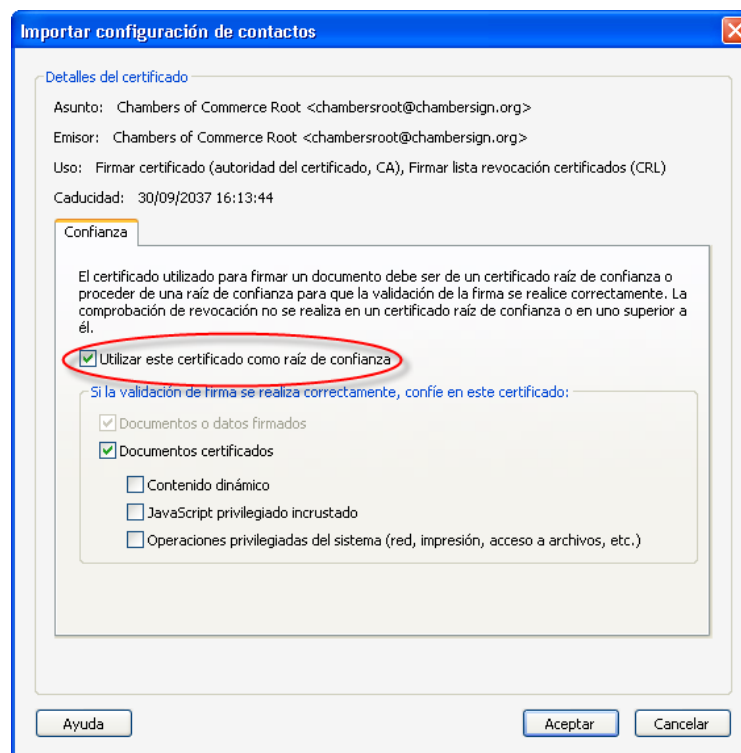 Importar configuración de contactos
Detalles del certificado
Asunto: Chambers of Commerce Root <chambersroot@chambersign.org>
Emisor: Chambers of Commerce Root <chambersroot@chambersign.org>
Uso: Firmar certificado (autoridad del certificado, CA), Firmar lista revocación certificados (CRL)
Caducidad: 30/09/2037 16:13:44
Confianza
El certificado utilizado para firmar un documento debe ser de un certificado raíz de confianza o
proceder de una raíz de confianza para que la validación de la firma se realice correctamente. La
comprobación de revocación no se realiza en un certificado raíz de confianza o en uno superior a
él.
Utilizar este certificado como raíz de confianza
Si la validación de firma se realiza correctamente, confíe en este certificado:
Documentos o datos firmados
Documentos certificados
Contenido dinámico
JavaScript privilegiado incrustado
Operaciones privilegiadas del sistema (red, impresión, acceso a archivos, etc.)
Ayuda
Aceptar
Cancelar